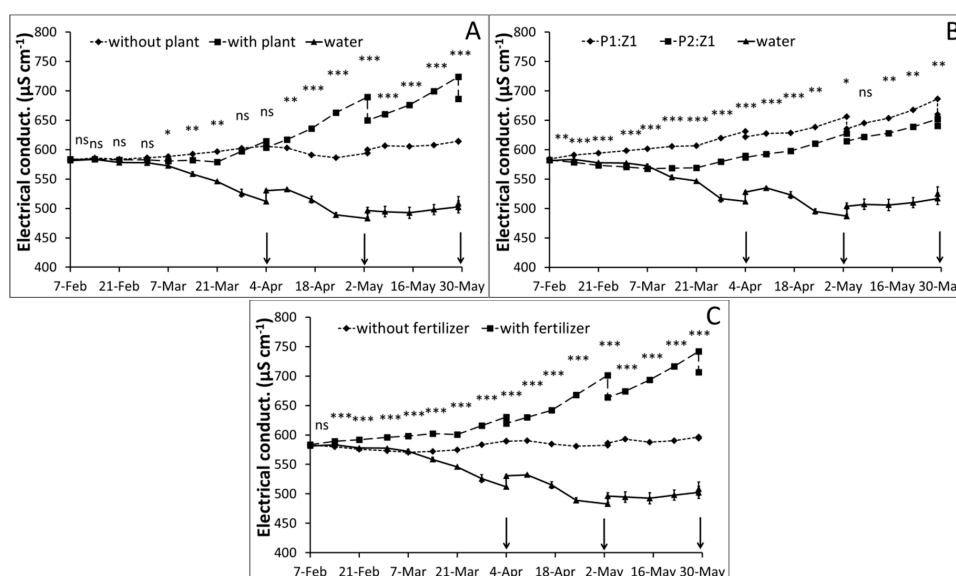 A
without plant with plant water
Electrical conduct. (µS cm-1)
800
750
700
650
600
550
500
450
400
ns ns ns ns * ** ** ns ns ** *** *** *** *** *** *** ***
7-Feb 21-Feb 7-Mar 21-Mar 4-Apr 18-Apr 2-May 16-May 30-May
B
P1:Z1 P2:Z1 water
Electrical conduct. (µS cm-1)
800
750
700
650
600
550
500
450
400
** *** *** *** *** *** *** *** *** *** *** ** * ns ** ** **
7-Feb 21-Feb 7-Mar 21-Mar 4-Apr 18-Apr 2-May 16-May 30-May
C
without fertilizer with fertilizer
Electrical conduct. (µS cm-1)
800
750
700
650
600
550
500
450
400
ns *** *** *** *** *** *** *** *** *** *** *** *** *** *** *** ***
7-Feb 21-Feb 7-Mar 21-Mar 4-Apr 18-Apr 2-May 16-May 30-May